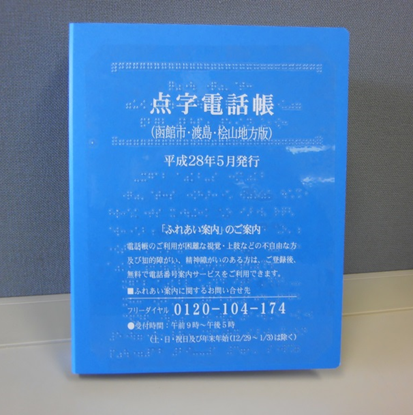 点字電話帳
(函館市・渡島・桧山地方版)
平成28年5月発行
「ふれあい案内」のご案内
電話帳のご利用が困難な視覚・上肢などの不自由な方
及び知的障がい、精神障がいのある方は、ご登録後、
無料で電話番号案内サービスをご利用できます。
■ふれあい案内に関するお問い合せ先
フリーダイヤル 0120-104-174
●受付時間：午前9時～午後5時
(土・日・祝日及び年末年始(12/29～1/3)は除く)